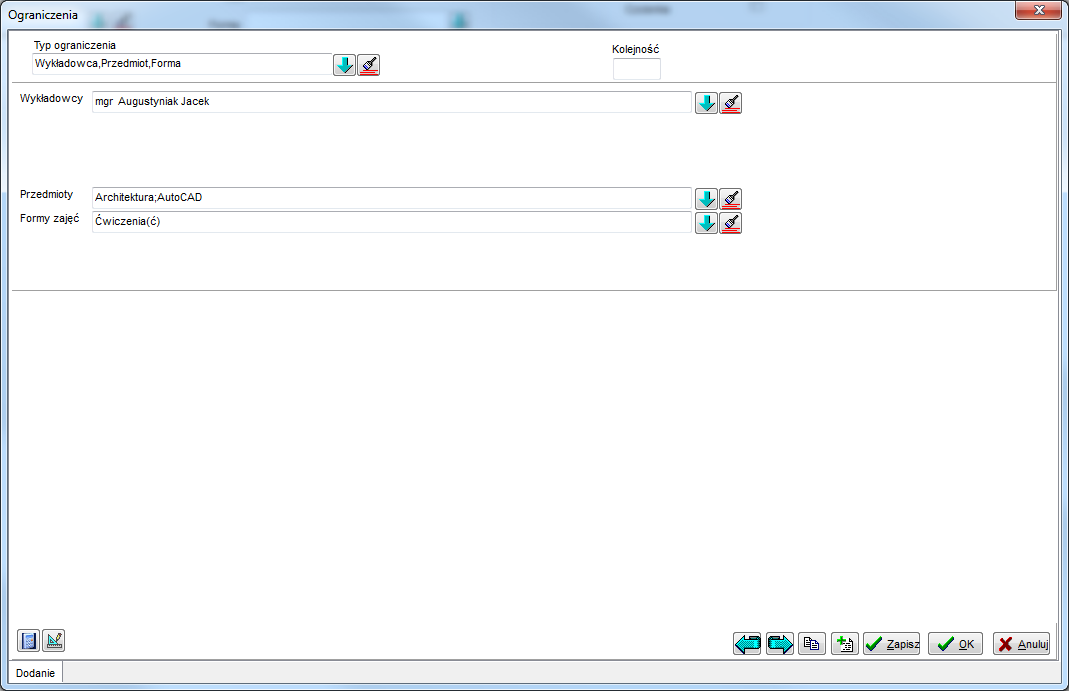 Ograniczenia
Typ ograniczenia
Wykładowca,Przedmiot,Forma
Kolejność
Wykładowcy
mgr  Augustyniak Jacek
Przedmioty
Architektura;AutoCAD
Formy zajęć
Ćwiczenia(ć)
Zapisz
OK
Anuluj
Dodanie